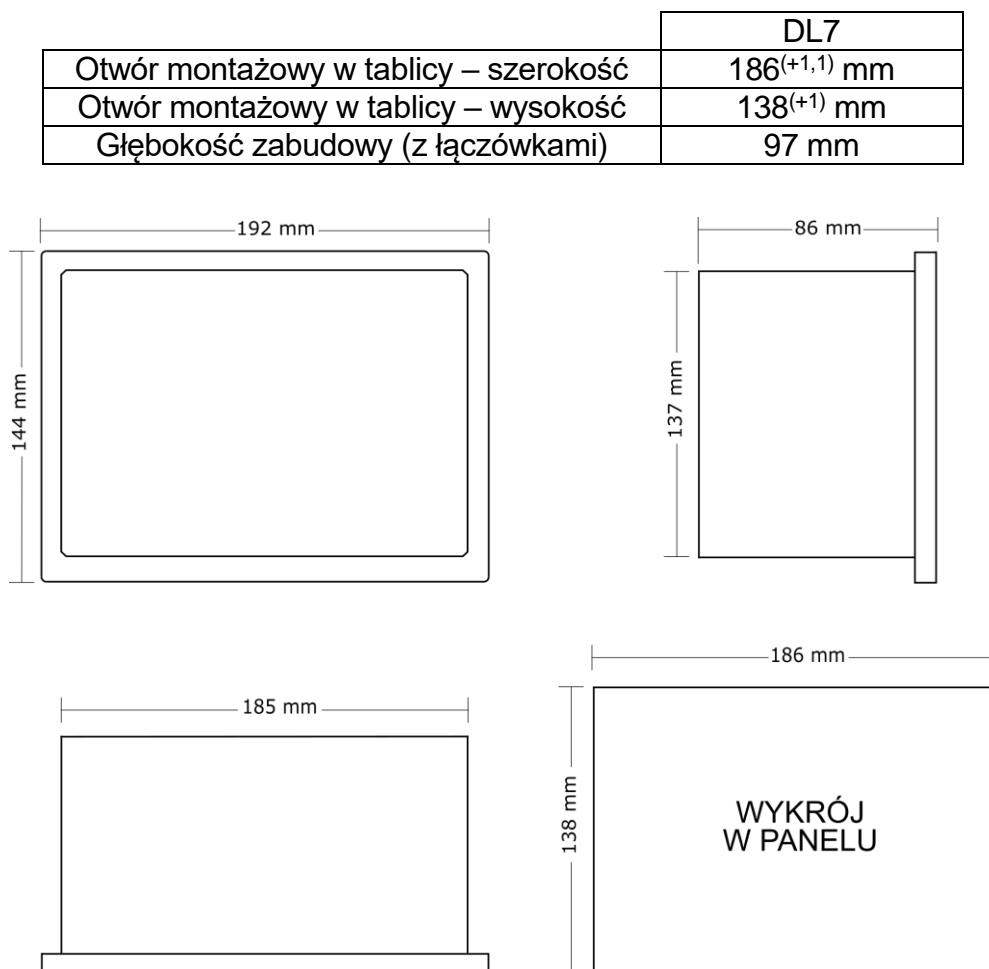 DL7
Otwór montażowy w tablicy – szerokość 186(+1,1) mm
Otwór montażowy w tablicy – wysokość 138(+1) mm
Głębokość zabudowy (z łączówkami) 97 mm
192 mm
86 mm
144 mm
137 mm
186 mm
185 mm
138 mm
WYKRÓJ
W PANELU